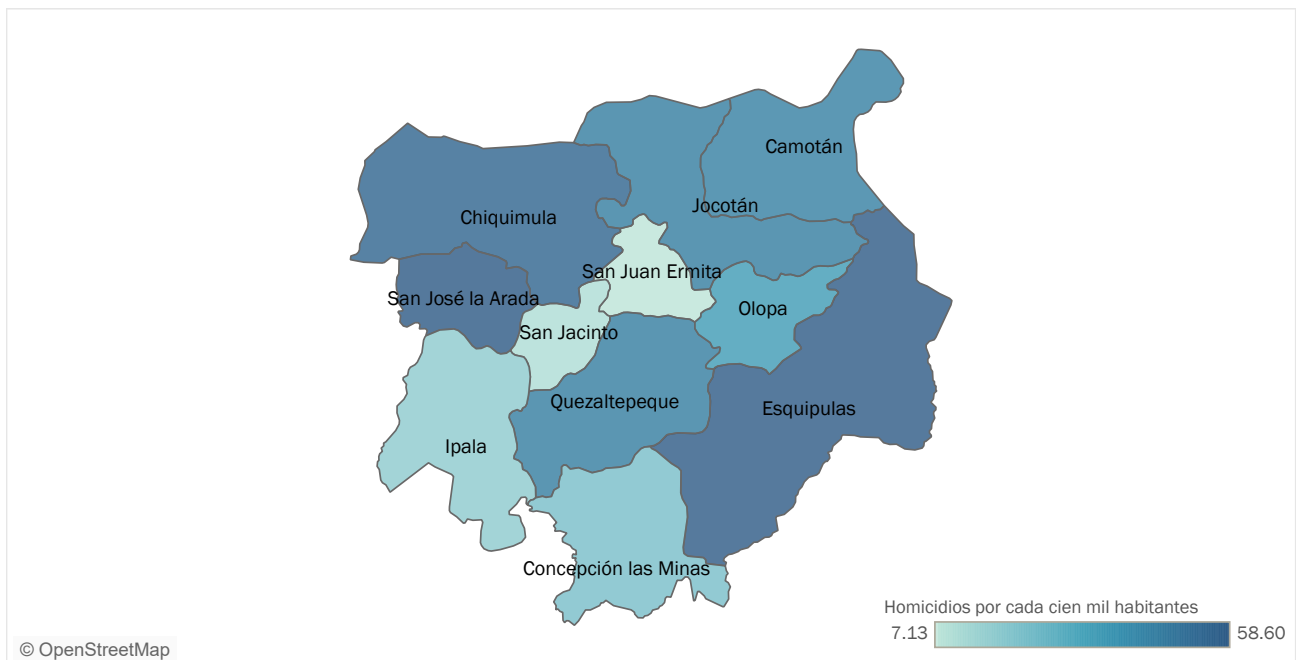 Camotán
Jocotán
Chiquimula
San Juan Ermita
San José la Arada
Olopa
San Jacinto
Quezaltepeque
Esquipulas
Ipala
Concepción las Minas
Homicidios por cada cien mil habitantes
7.13 58.60
© OpenStreetMap